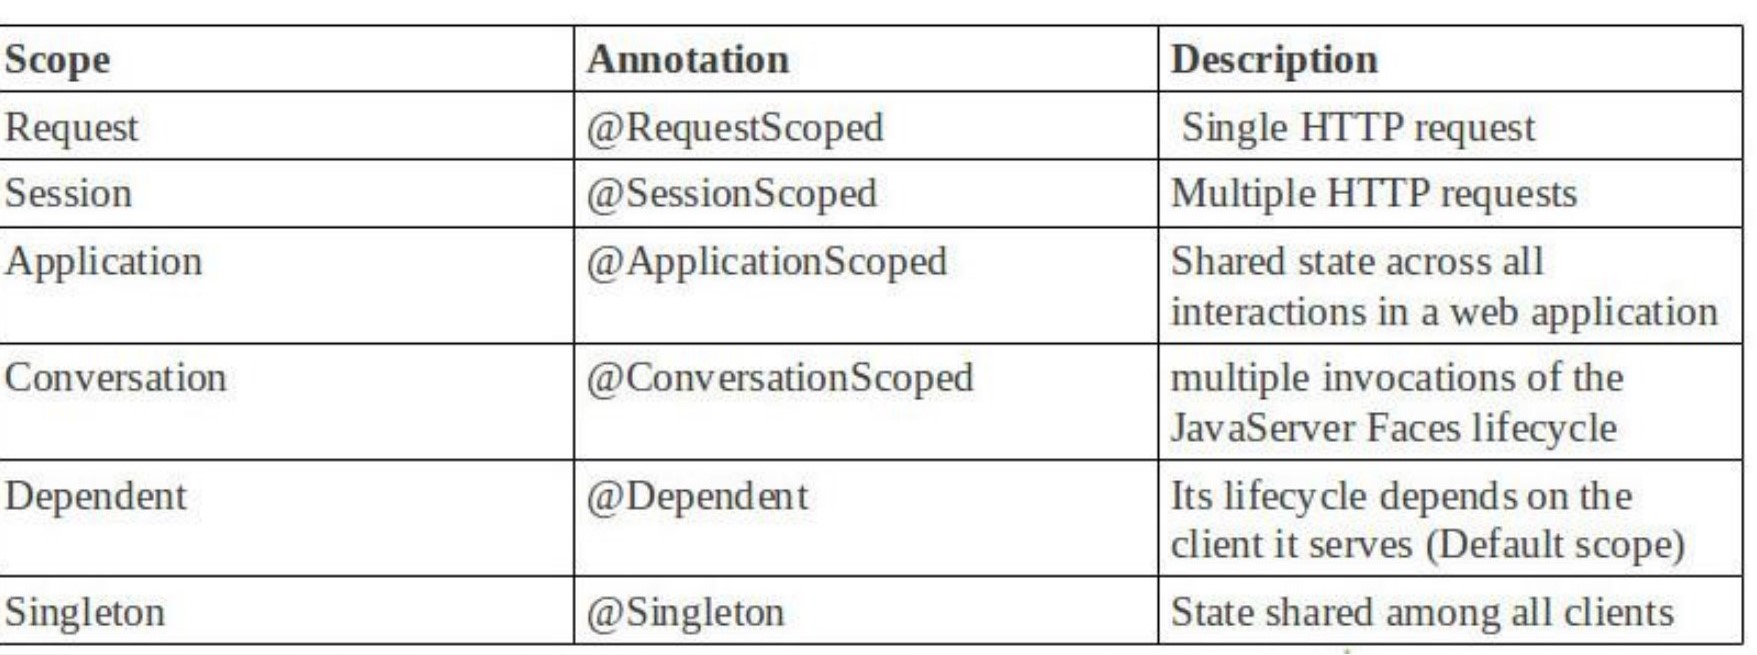 Scope Annotation Description
Request @RequestScoped Single HTTP request
Session @SessionScoped Multiple HTTP requests
Application @ApplicationScoped Shared state across all
interactions in a web application
Conversation @ConversationScoped multiple invocations of the
JavaServer Faces lifecycle
Dependent @Dependent Its lifecycle depends on the
client it serves (Default scope)
Singleton @Singleton State shared among all clients